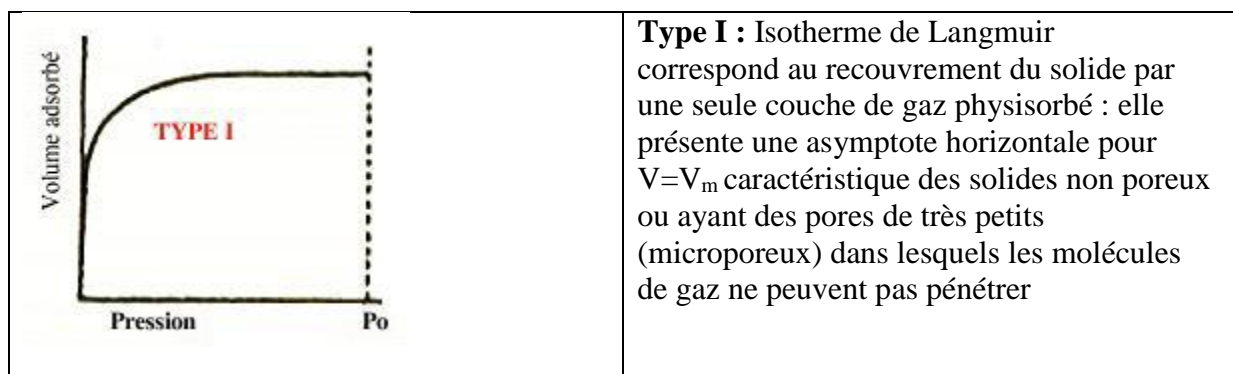 Volume adsorbé
TYPE I
Pression
Po
Type I : Isotherme de Langmuir
correspond au recouvrement du solide par
une seule couche de gaz physisorbé : elle
présente une asymptote horizontale pour
V=Vm caractéristique des solides non poreux
ou ayant des pores de très petits
(microporeux) dans lesquels les molécules
de gaz ne peuvent pas pénétrer